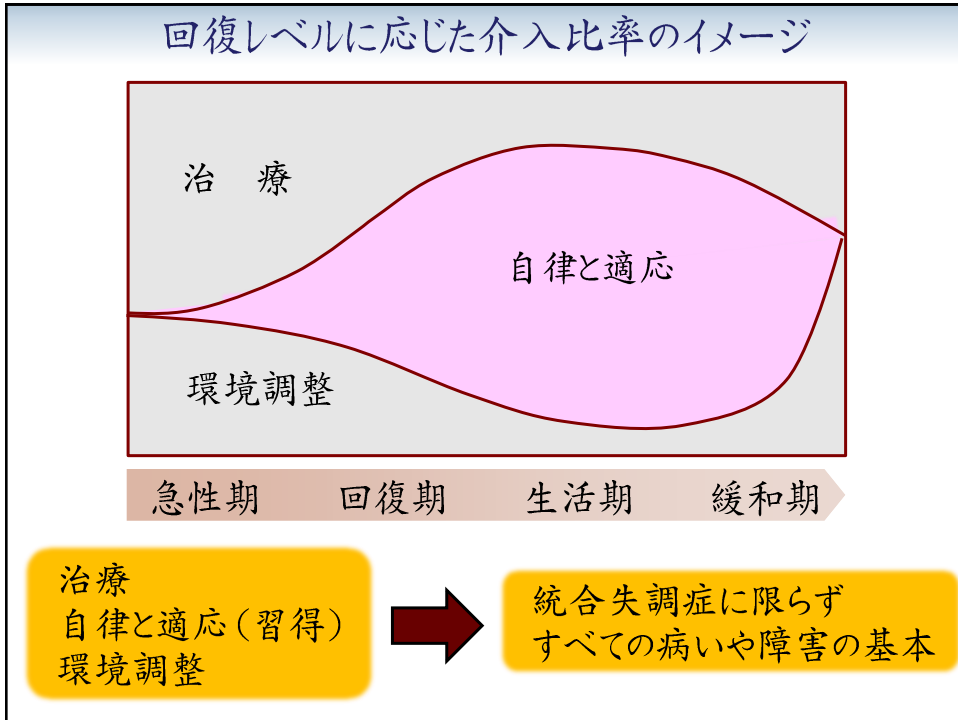 回復レベルに応じた介入比率のイメージ
治　療
自律と適応
環境調整
急性期　回復期　生活期　緩和期
治療
自律と適応（習得）
環境調整
統合失調症に限らず
すべての病いや障害の基本